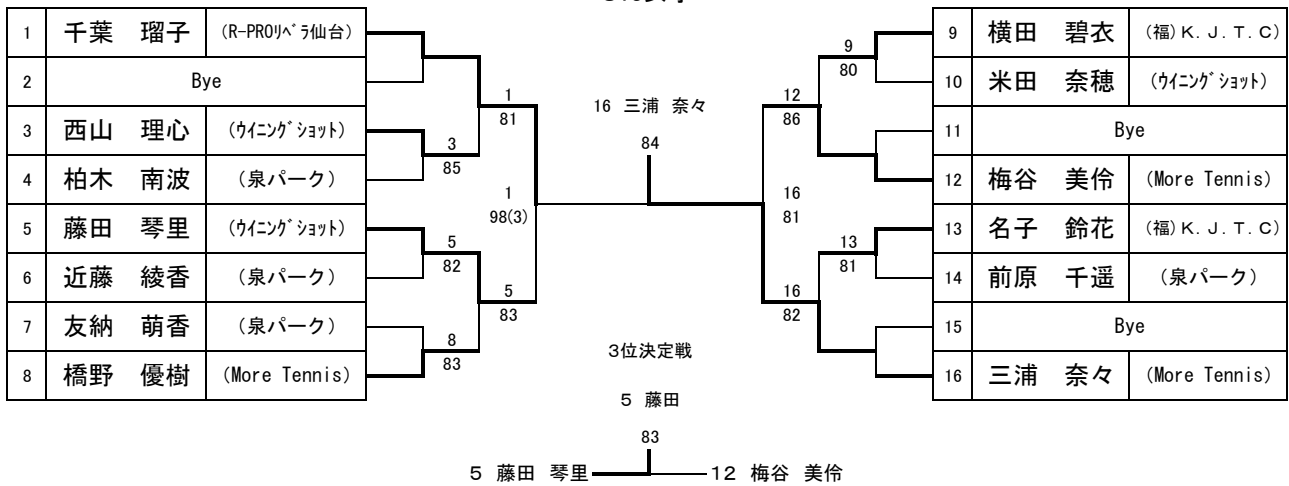 1 千葉 瑠子 (R-PROリベラ仙台)
2 Bye
3 西山 理心 (ウイニングショット)
4 柏木 南波 (泉パーク)
5 藤田 琴里 (ウイニングショット)
6 近藤 綾香 (泉パーク)
7 友納 萌香 (泉パーク)
8 橋野 優樹 (More Tennis)
3
85
5
82
8
83
1
81
5
83
1
98(3)
16 三浦 奈々
84
9
80
13
81
12
86
16
82
16
81
9 横田 碧衣 (福)K.J.T.C)
10 米田 奈穂 (ウイニングショット)
11 Bye
12 梅谷 美伶 (More Tennis)
13 名子 鈴花 (福)K.J.T.C)
14 前原 千遥 (泉パーク)
15 Bye
16 三浦 奈々 (More Tennis)
3位決定戦
5 藤田
83
5 藤田 琴里
12 梅谷 美伶